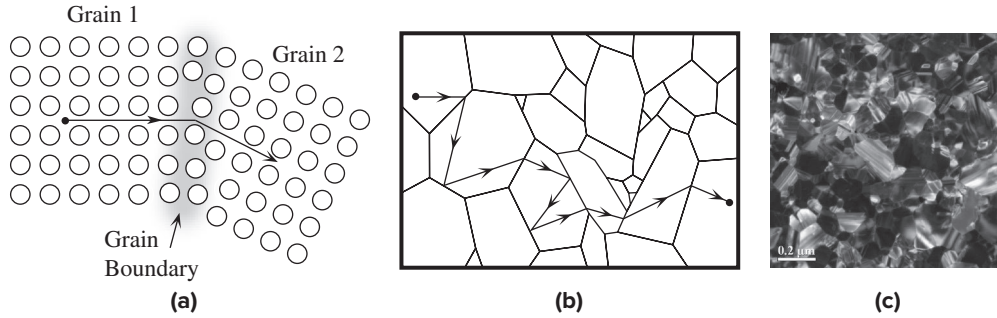 Grain 1
Grain 2
Grain
Boundary
(a)
(b)
0.2 μm
(c)